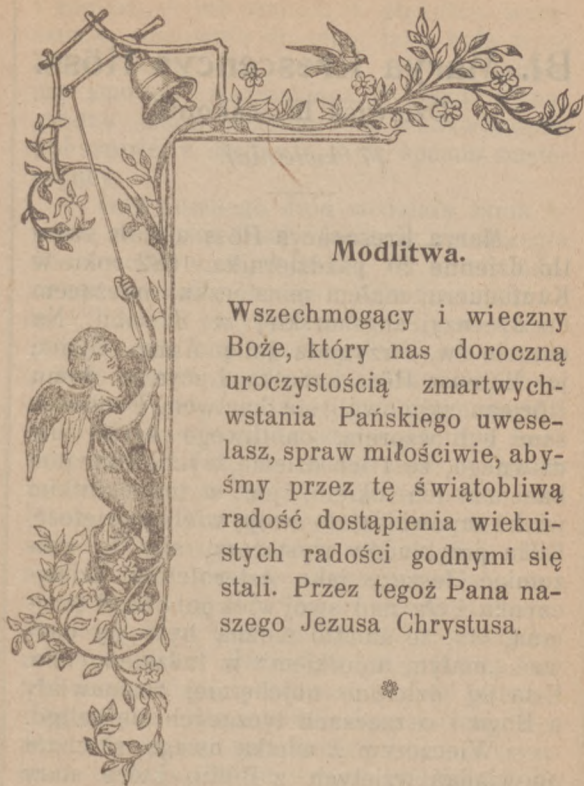 Modlitwa.
Wszechmogący i wieczny
Boże, który nas doroczną
uroczystością zmartwych-
wstania Pańskiego uwese-
lasz, spraw miłościwie, aby-
śmy przez tę świątobliwą
radość dostąpienia wiekui-
stych radości godnymi się
stali. Przez tegoż Pana na-
szego Jezusa Chrystusa.